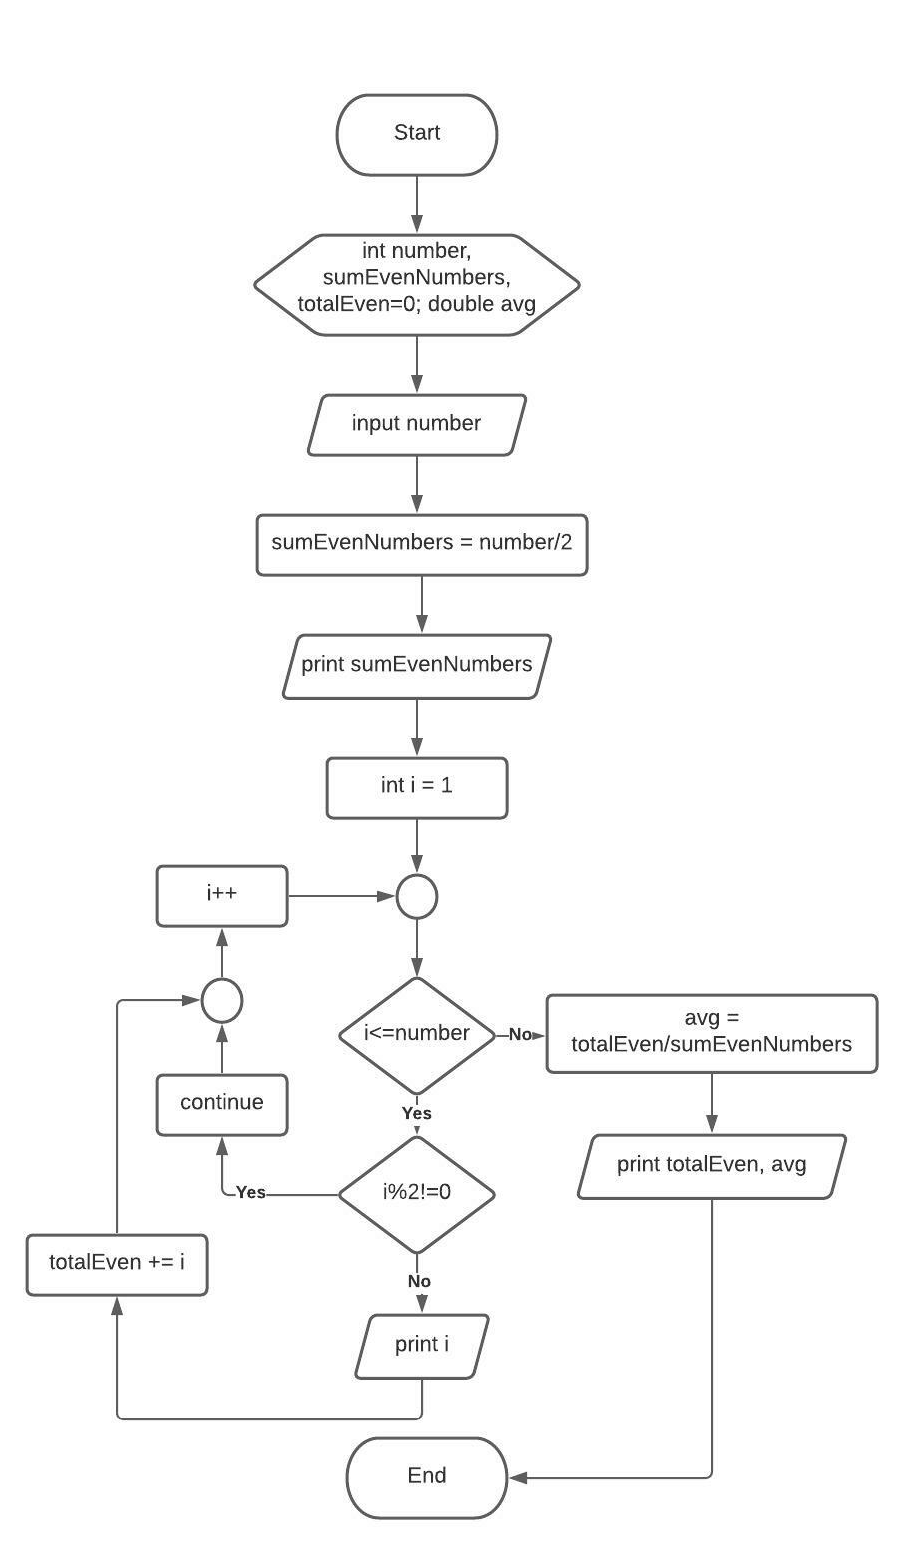 Start
int number,
sumEvenNumbers,
totalEven=0; double avg
input number
sumEvenNumbers = number/2
print sumEvenNumbers
int i = 1
i++
i<=number
No
avg =
totalEven/sumEvenNumbers
Yes
continue
print totalEven, avg
i%2!=0
Yes
totalEven += i
No
print i
End